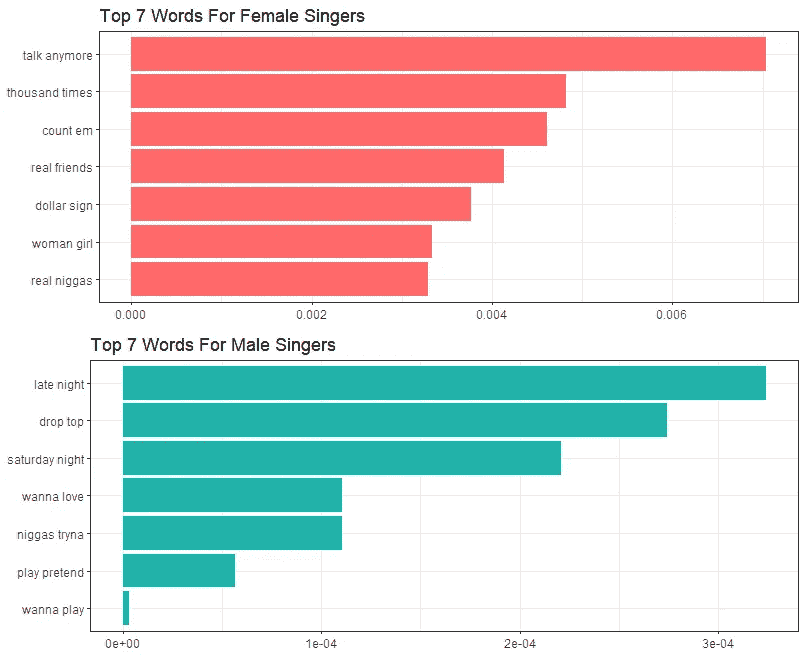 Top 7 Words For Female Singers
talk anymore
thousand times
count em
real friends
dollar sign
woman girl
real niggas
0.000 0.002 0.004 0.006
Top 7 Words For Male Singers
late night
drop top
saturday night
wanna love
niggas tryna
play pretend
wanna play
0e+00 1e-04 2e-04 3e-04